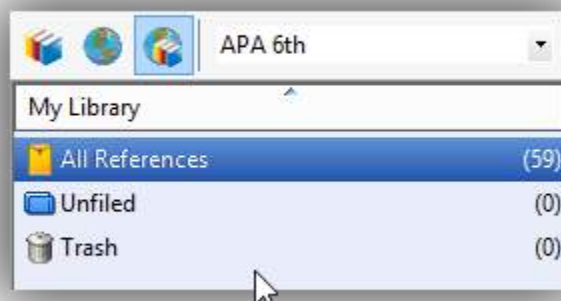 APA 6th
My Library
All References (59)
Unfiled (0)
Trash (0)